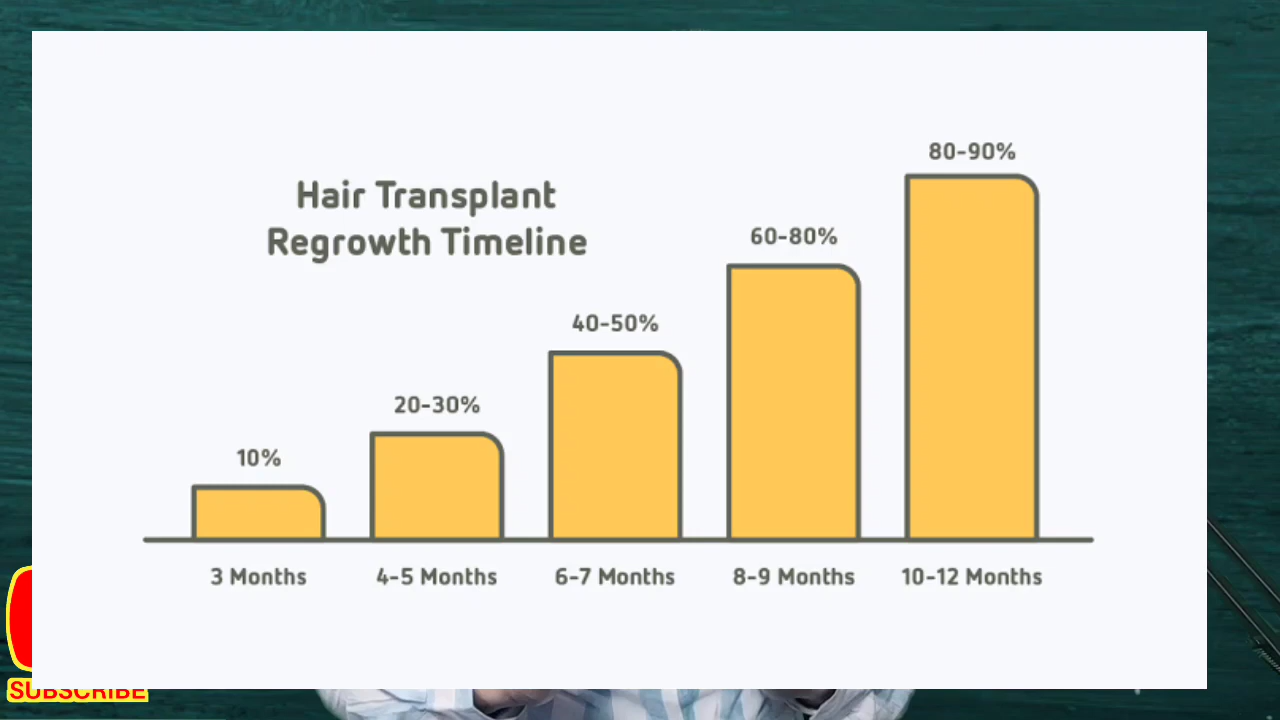 Hair Transplant
Regrowth Timeline
80-90%
60-80%
40-50%
20-30%
10%
3 Months
4-5 Months
6-7 Months
8-9 Months
10-12 Months
SUBSCRIBE